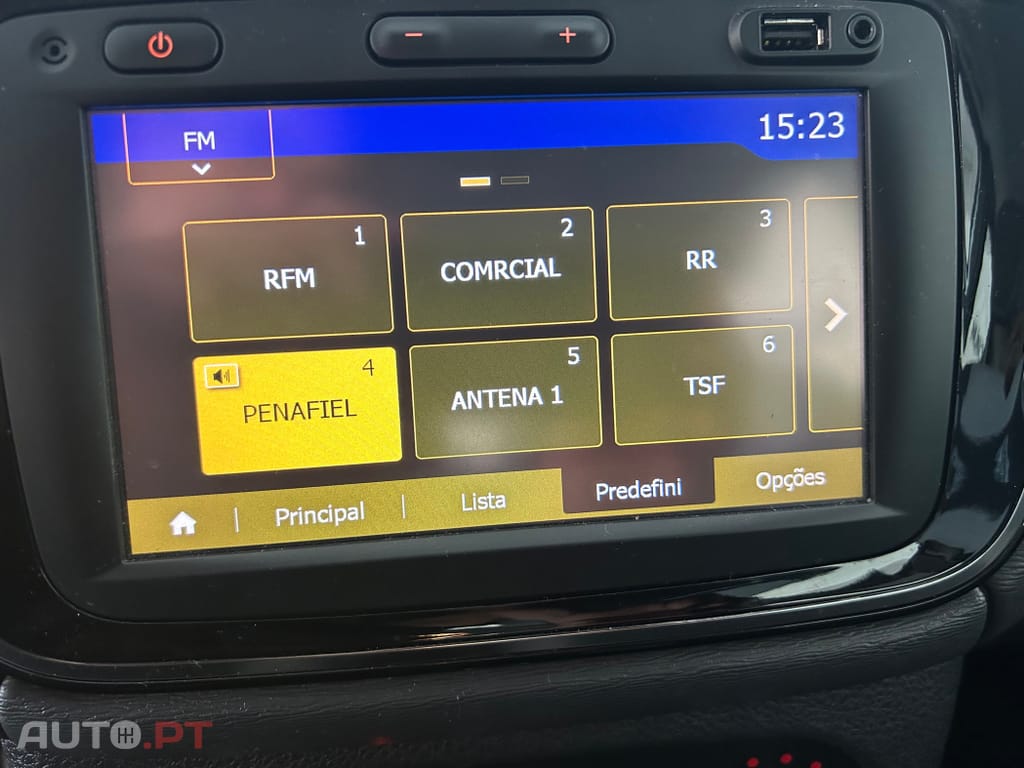 FM
15:23
1
RFM
2
COMRCIAL
3
RR
4
PENAFIEL
5
ANTENA 1
6
TSF
Principal
Lista
Predefini
Opções
AUTO.PT